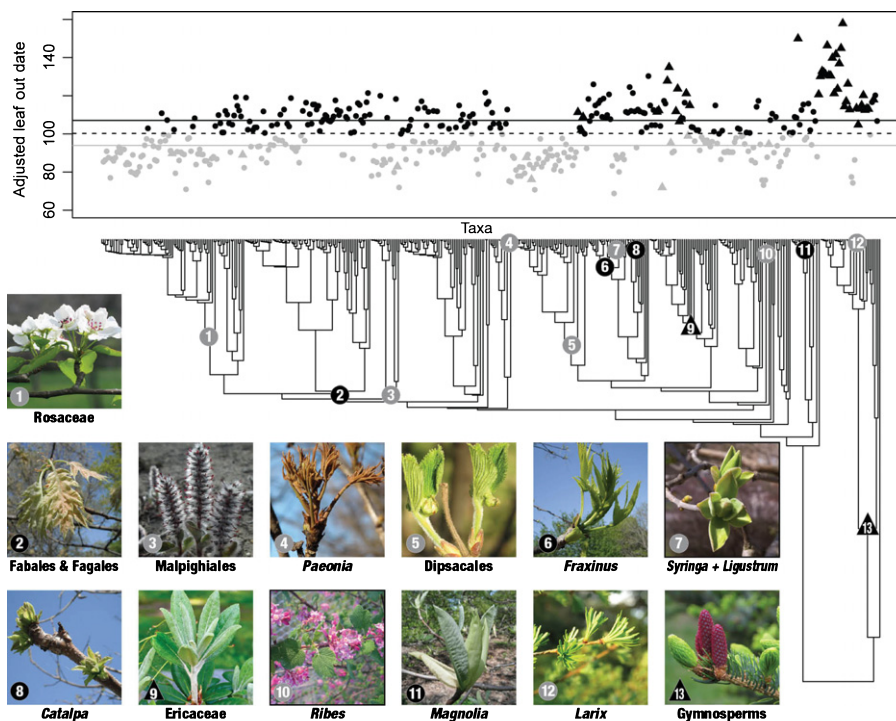 Adjusted leaf out date
140
120
100
80
60
Taxa
4
12
7
8
10
11
6
9
1
5
2
3
1
Rosaceae
13
2
3
4
5
6
7
Fabales & Fagales
Malpighiales
Paeonia
Dipsacales
Fraxinus
Syringa + Ligustrum
8
9
10
11
12
13
Catalpa
Ericaceae
Ribes
Magnolia
Larix
Gymnosperms